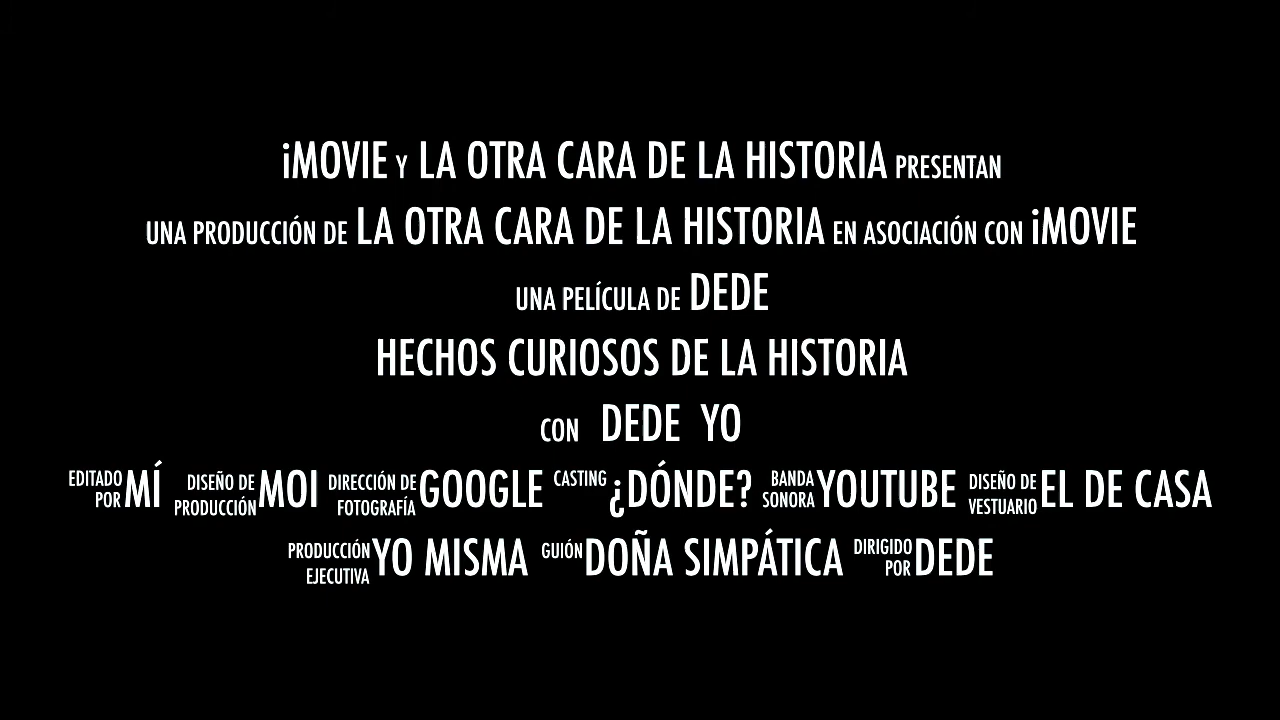 iMOVIE Y LA OTRA CARA DE LA HISTORIA PRESENTAN
UNA PRODUCCIÓN DE LA OTRA CARA DE LA HISTORIA EN ASOCIACIÓN CON iMOVIE
UNA PELÍCULA DE DEDE
HECHOS CURIOSOS DE LA HISTORIA
CON DEDE YO
EDITADO POR MÍ DISEÑO DE PRODUCCIÓN MOI DIRECCIÓN DE FOTOGRAFÍA GOOGLE CASTING ¿DÓNDE? BANDA SONORA YOUTUBE DISEÑO DE VESTUARIO EL DE CASA
PRODUCCIÓN EJECUTIVA YO MISMA GUIÓN DOÑA SIMPÁTICA DIRIGIDO POR DEDE